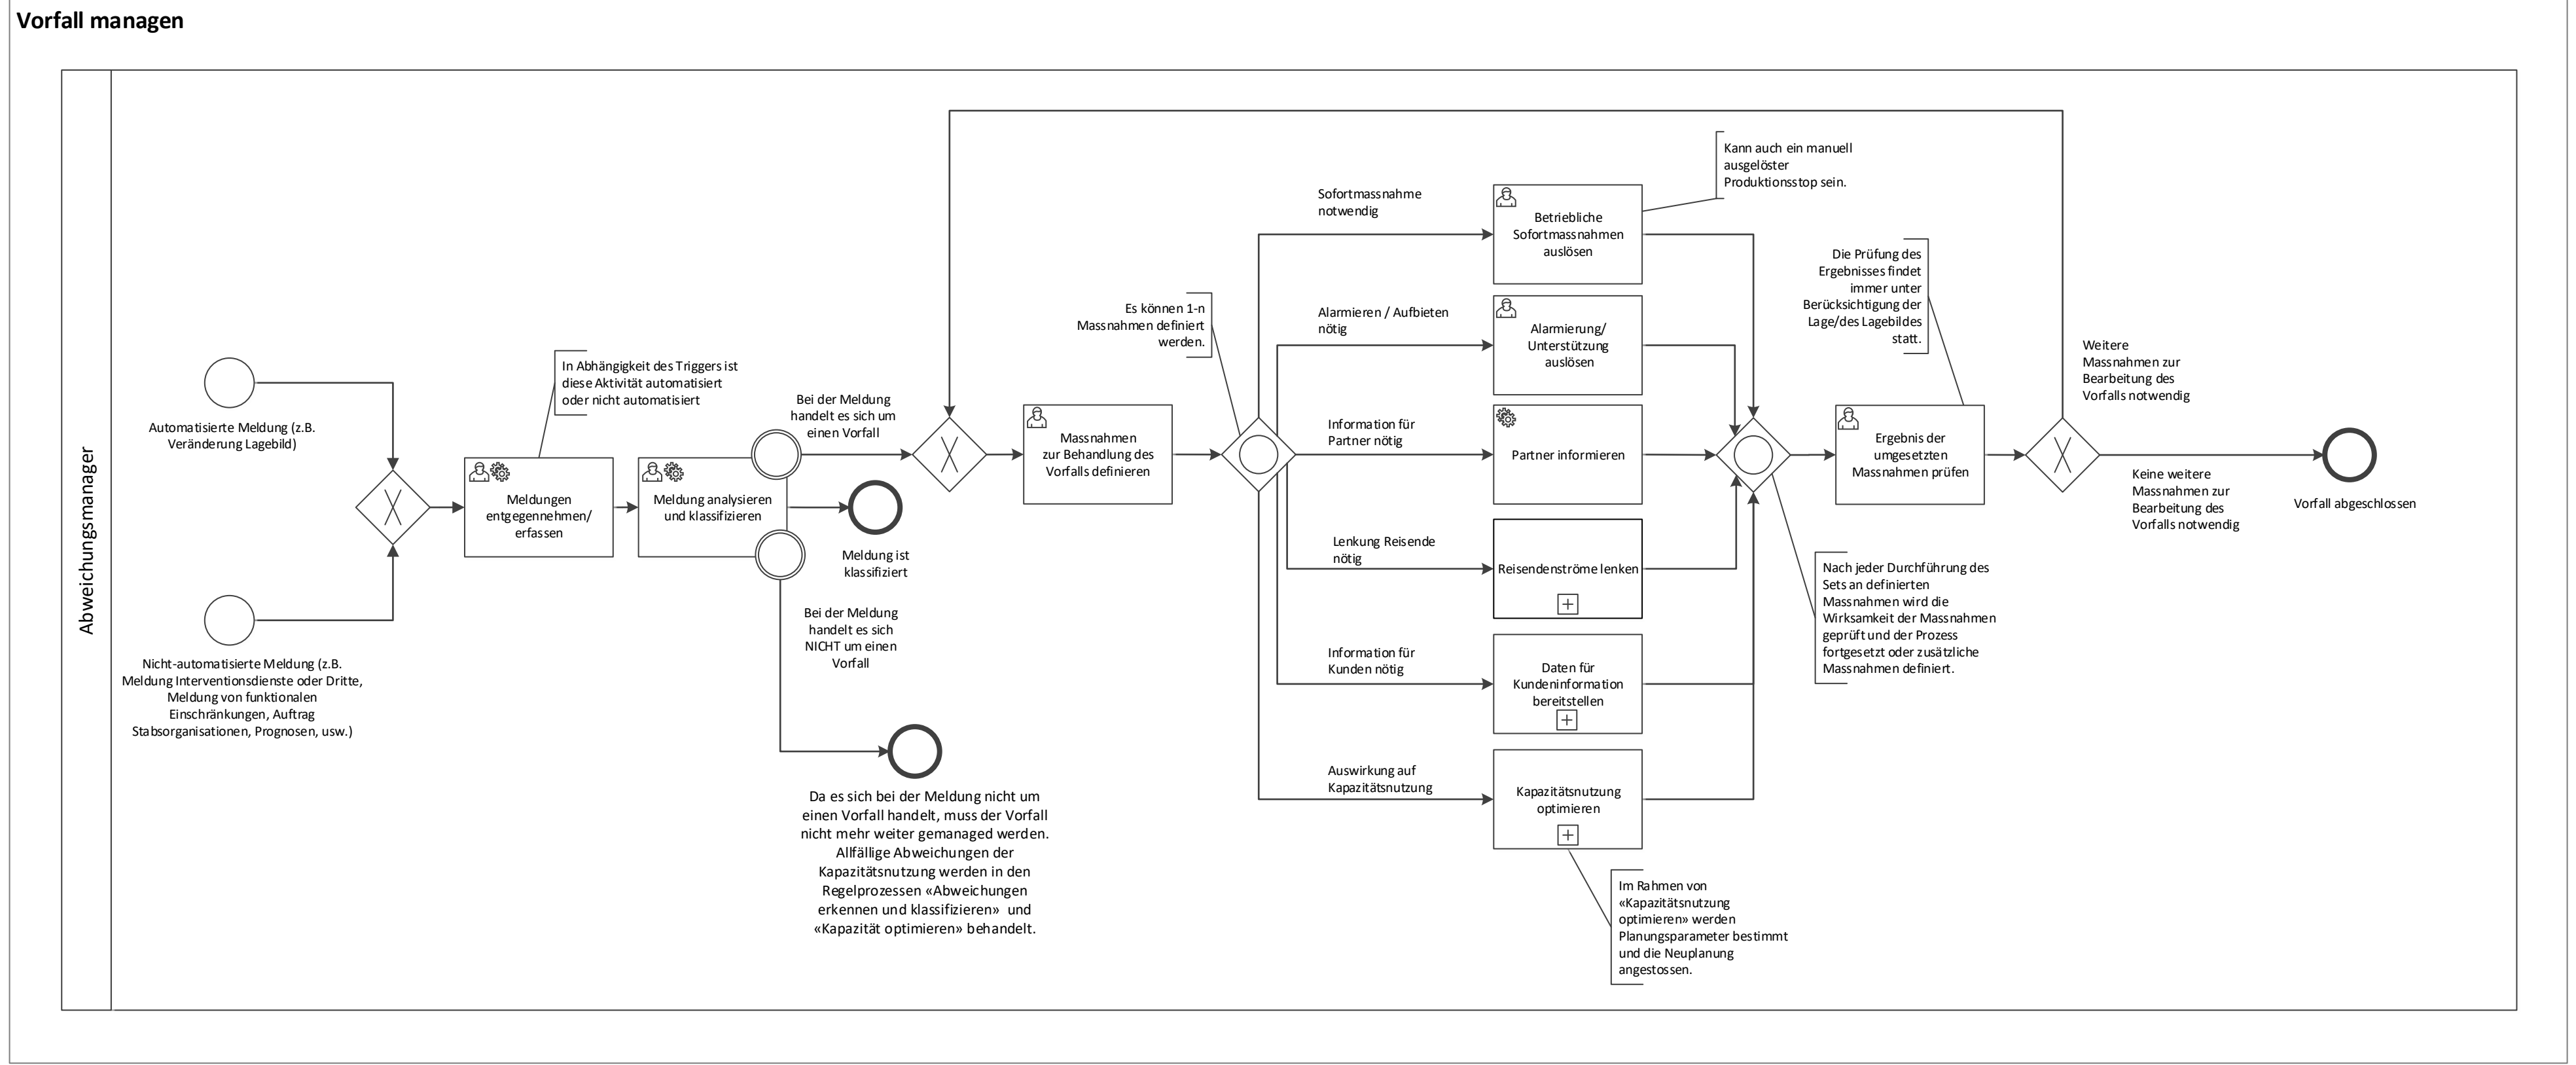 Vorfall managen
Abweichungsmanager
Automatisierte Meldung (z.B.
Veränderung Lagebild)
Nicht-automatisierte Meldung (z.B.
Meldung Interventionsdienste oder Dritte,
Meldung von funktionalen
Einschränkungen, Auftrag
Stabsorganisationen, Prognosen, usw.)
In Abhängigkeit des Triggers ist
diese Aktivität automatisiert
oder nicht automatisiert
Meldungen
entgegennehmen/
erfassen
Meldung analysieren
und klassifizieren
Bei der Meldung
handelt es sich um
einen Vorfall
Meldung ist
klassifiziert
Bei der Meldung
handelt es sich
NICHT um einen
Vorfall
Da es sich bei der Meldung nicht um
einen Vorfall handelt, muss der Vorfall
nicht mehr weiter gemanaged werden.
Allfällige Abweichungen der
Kapazitätsnutzung werden in den
Regelprozessen «Abweichungen
erkennen und klassifizieren» und
«Kapazität optimieren» behandelt.
Massnahmen
zur Behandlung des
Vorfalls definieren
Es können 1-n
Massnahmen definiert
werden.
Sofortmassnahme
notwendig
Betriebliche
Sofortmassnahmen
auslösen
Kann auch ein manuell
ausgelöster
Produktionsstop sein.
Alarmieren / Aufbieten
nötig
Alarmierung/
Unterstützung
auslösen
Information für
Partner nötig
Partner informieren
Lenkung Reisende
nötig
Reisendenströme lenken
Information für
Kunden nötig
Daten für
Kundeninformation
bereitstellen
Auswirkung auf
Kapazitätsnutzung
Kapazitätsnutzung
optimieren
Im Rahmen von
«Kapazitätsnutzung
optimieren» werden
Planungsparameter bestimmt
und die Neuplanung
angestossen.
Die Prüfung des
Ergebnisses findet
immer unter
Berücksichtigung der
Lage/des Lagebildes
statt.
Ergebnis der
umgesetzten
Massnahmen prüfen
Nach jeder Durchführung des
Sets an definierten
Massnahmen wird die
Wirksamkeit der Massnahmen
geprüft und der Prozess
fortgesetzt oder zusätzliche
Massnahmen definiert.
Weitere
Massnahmen zur
Bearbeitung des
Vorfalls notwendig
Keine weitere
Massnahmen zur
Bearbeitung des
Vorfalls notwendig
Vorfall abgeschlossen